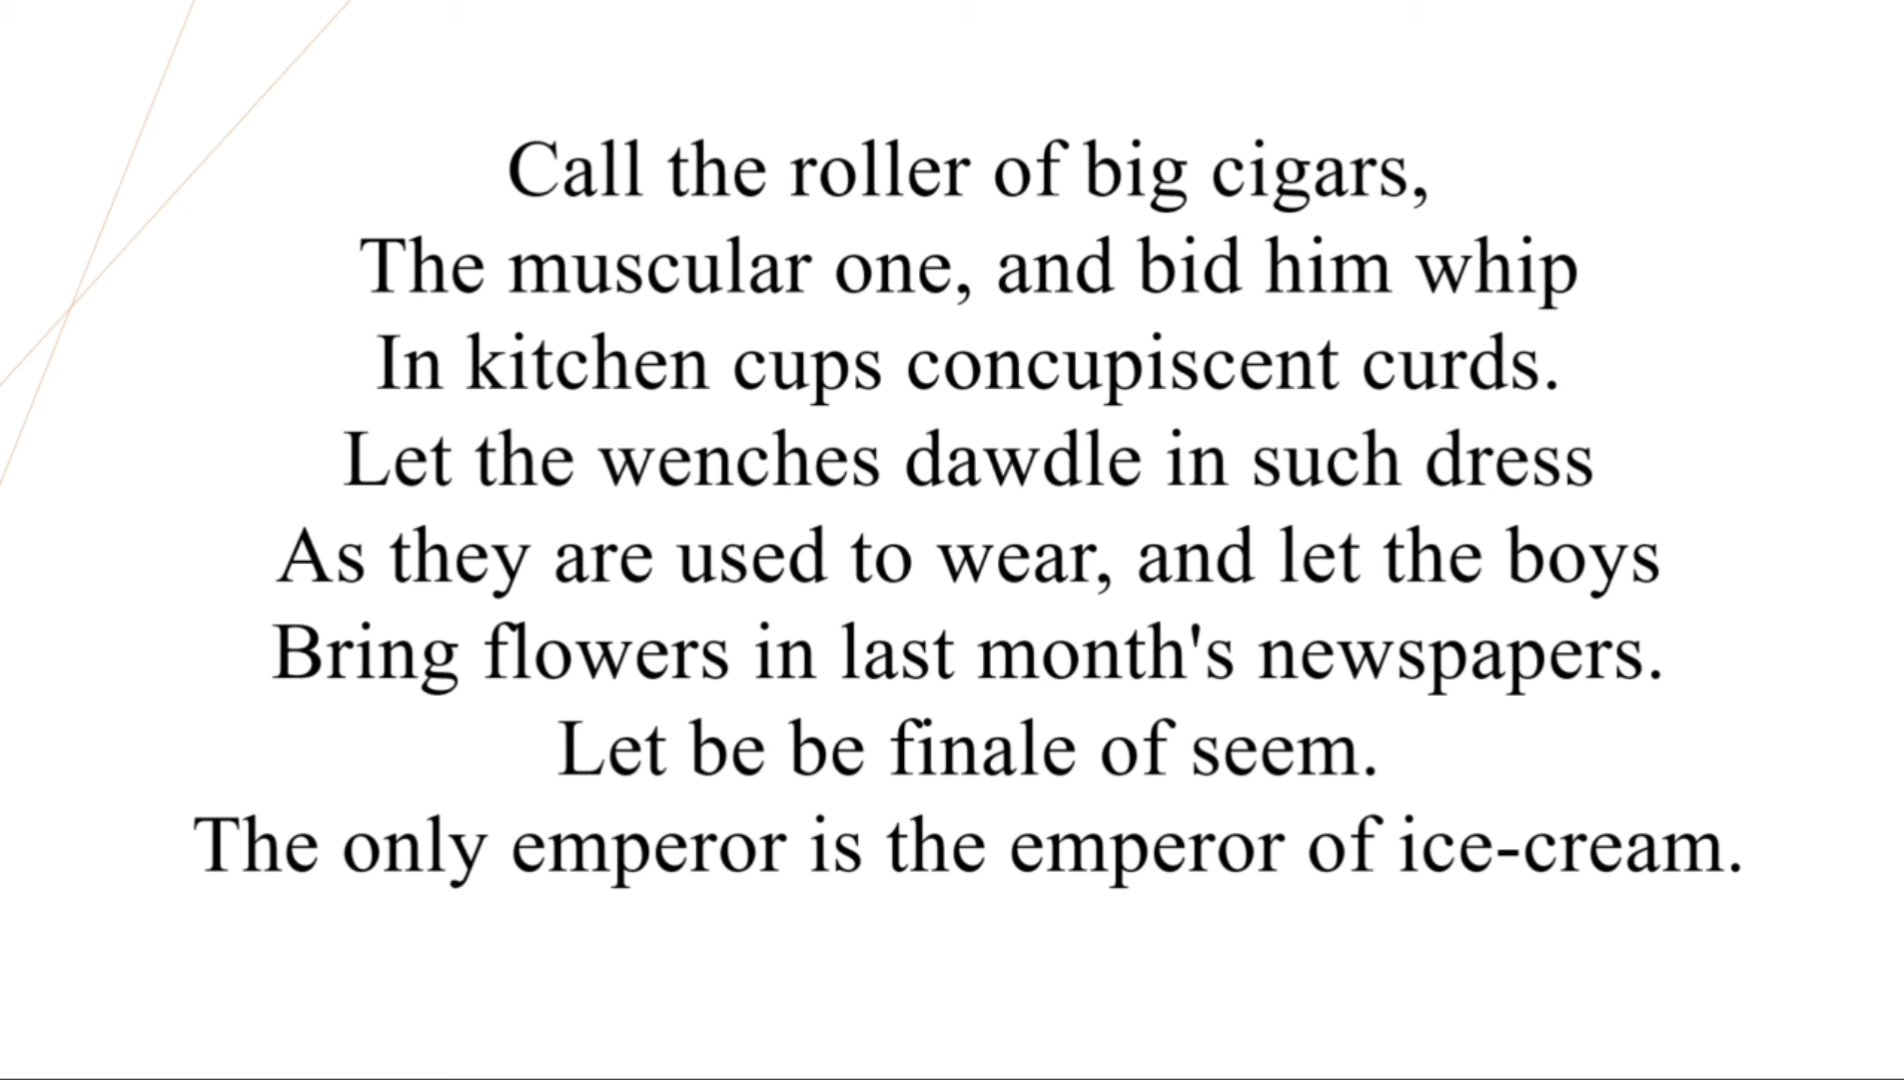 Call the roller of big cigars,
The muscular one, and bid him whip
In kitchen cups concupiscent curds.
Let the wenches dawdle in such dress
As they are used to wear, and let the boys
Bring flowers in last month's newspapers.
Let be be finale of seem.
The only emperor is the emperor of ice-cream.